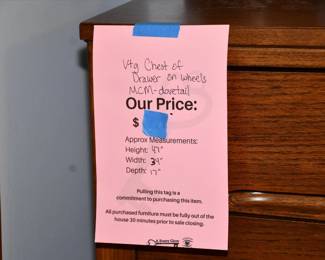 Vtg Chest of
Drawer on wheels
MCM-dovetail
Our Price:
$
Approx Measurements:
Height: 47"
Width: 39"
Depth: 17"
Pulling this tag is a
commitment to purchasing this item.
All purchased furniture must be fully out of the
house 30 minutes prior to sale closing.